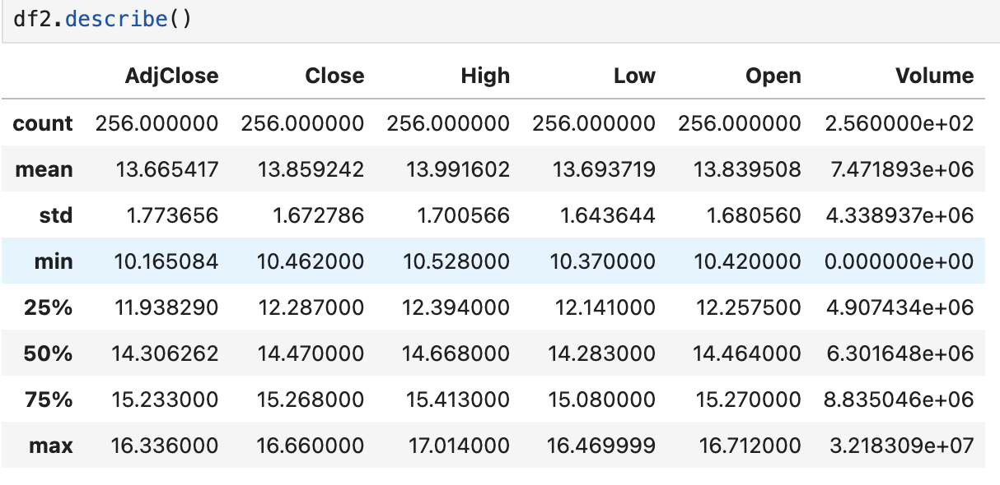 df2.describe()
AdjClose Close High Low Open Volume
count 256.000000 256.000000 256.000000 256.000000 256.000000 2.560000e+02
mean 13.665417 13.859242 13.991602 13.693719 13.839508 7.471893e+06
std 1.773656 1.672786 1.700566 1.643644 1.680560 4.338937e+06
min 10.165084 10.462000 10.528000 10.370000 10.420000 0.000000e+00
25% 11.938290 12.287000 12.394000 12.141000 12.257500 4.907434e+06
50% 14.306262 14.470000 14.668000 14.283000 14.464000 6.301648e+06
75% 15.233000 15.268000 15.413000 15.080000 15.270000 8.835046e+06
max 16.336000 16.660000 17.014000 16.469999 16.712000 3.218309e+07